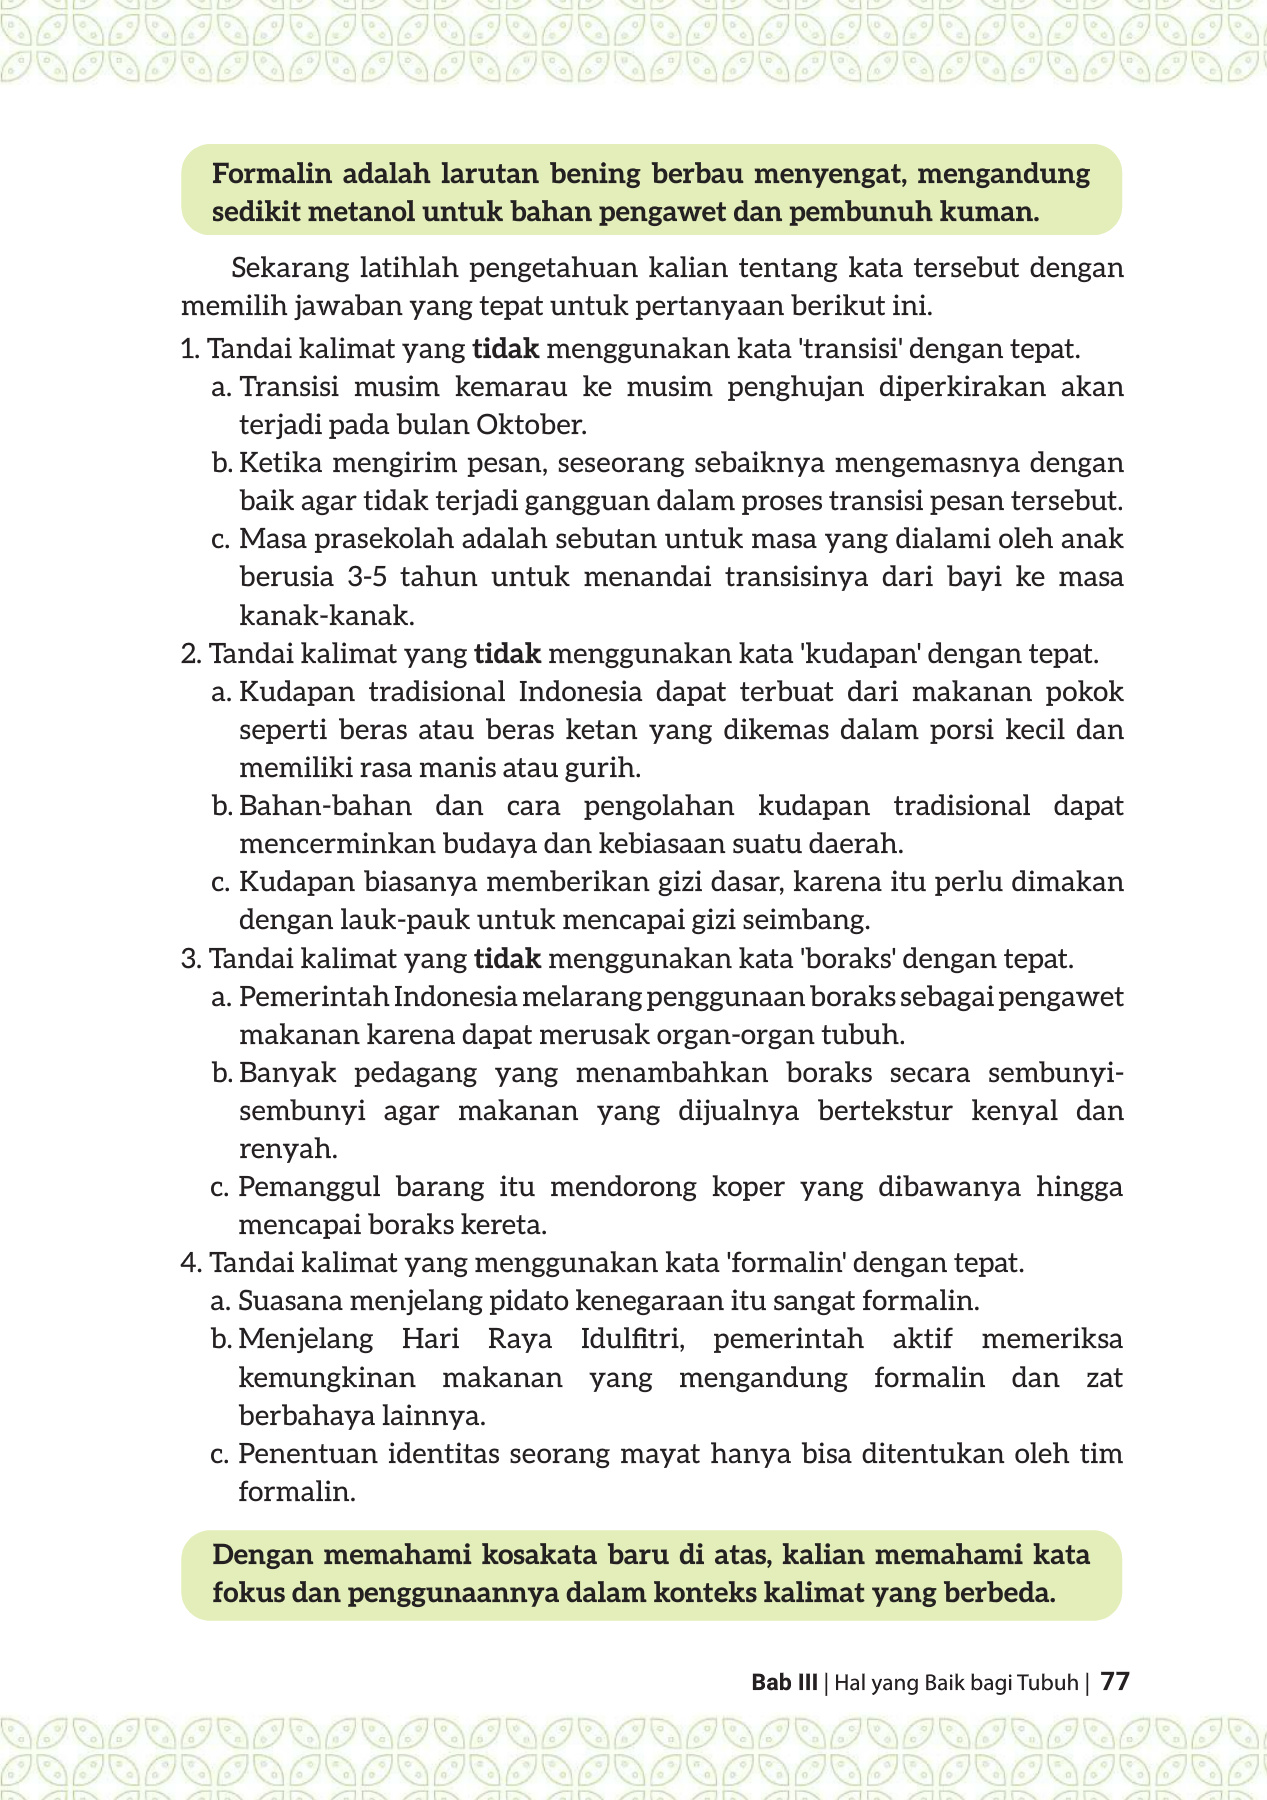 Formalin adalah larutan bening berbau menyengat, mengandung
sedikit metanol untuk bahan pengawet dan pembunuh kuman.
Sekarang latihlah pengetahuan kalian tentang kata tersebut dengan
memilih jawaban yang tepat untuk pertanyaan berikut ini.
1. Tandai kalimat yang tidak menggunakan kata 'transisi' dengan tepat.
a. Transisi musim kemarau ke musim penghujan diperkirakan akan
terjadi pada bulan Oktober.
b. Ketika mengirim pesan, seseorang sebaiknya mengemasnya dengan
baik agar tidak terjadi gangguan dalam proses transisi pesan tersebut.
c. Masa prasekolah adalah sebutan untuk masa yang dialami oleh anak
berusia 3-5 tahun untuk menandai transisinya dari bayi ke masa
kanak-kanak.
2. Tandai kalimat yang tidak menggunakan kata 'kudapan' dengan tepat.
a. Kudapan tradisional Indonesia dapat terbuat dari makanan pokok
seperti beras atau beras ketan yang dikemas dalam porsi kecil dan
memiliki rasa manis atau gurih.
b. Bahan-bahan dan cara pengolahan kudapan tradisional dapat
mencerminkan budaya dan kebiasaan suatu daerah.
c. Kudapan biasanya memberikan gizi dasar, karena itu perlu dimakan
dengan lauk-pauk untuk mencapai gizi seimbang.
3. Tandai kalimat yang tidak menggunakan kata 'boraks' dengan tepat.
a. Pemerintah Indonesia melarang penggunaan boraks sebagai pengawet
makanan karena dapat merusak organ-organ tubuh.
b. Banyak pedagang yang menambahkan boraks secara sembunyi-
sembunyi agar makanan yang dijualnya bertekstur kenyal dan
renyah.
c. Pemanggul barang itu mendorong koper yang dibawanya hingga
mencapai boraks kereta.
4. Tandai kalimat yang menggunakan kata 'formalin' dengan tepat.
a. Suasana menjelang pidato kenegaraan itu sangat formalin.
b. Menjelang Hari Raya Idulfitri, pemerintah aktif memeriksa
kemungkinan makanan yang mengandung formalin dan zat
berbahaya lainnya.
c. Penentuan identitas seorang mayat hanya bisa ditentukan oleh tim
formalin.
Dengan memahami kosakata baru di atas, kalian memahami kata
fokus dan penggunaannya dalam konteks kalimat yang berbeda.
Bab III | Hal yang Baik bagi Tubuh | 77